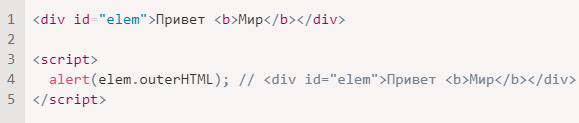 1 <div id="elem">Привет <b>Мир</b></div>
2
3 <script>
4   alert(elem.outerHTML); // <div id="elem">Привет <b>Мир</b></div>
5 </script>